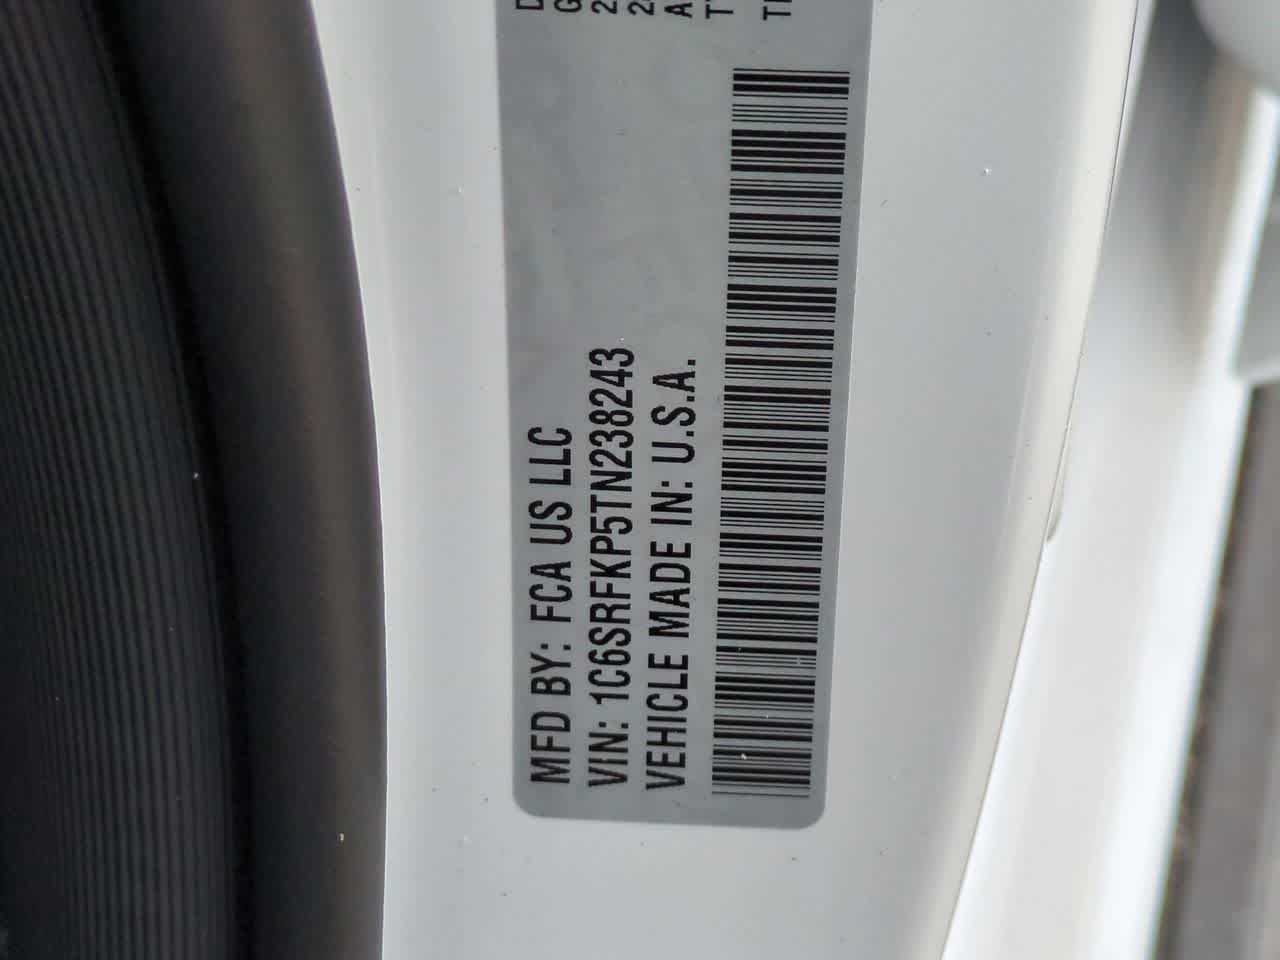 MFD BY: FCA US LLC
VIN: 1C6SRFKP5TN238243
VEHICLE MADE IN: U.S.A.